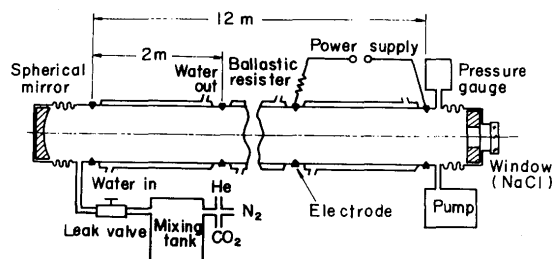 12 m
2m
Ballastic
resister
Power supply
Pressure
gauge
Spherical
mirror
Water
out
Water in
Leak valve
Mixing
tank
He
N2
CO2
Electrode
Pump
Window
(NaCl)